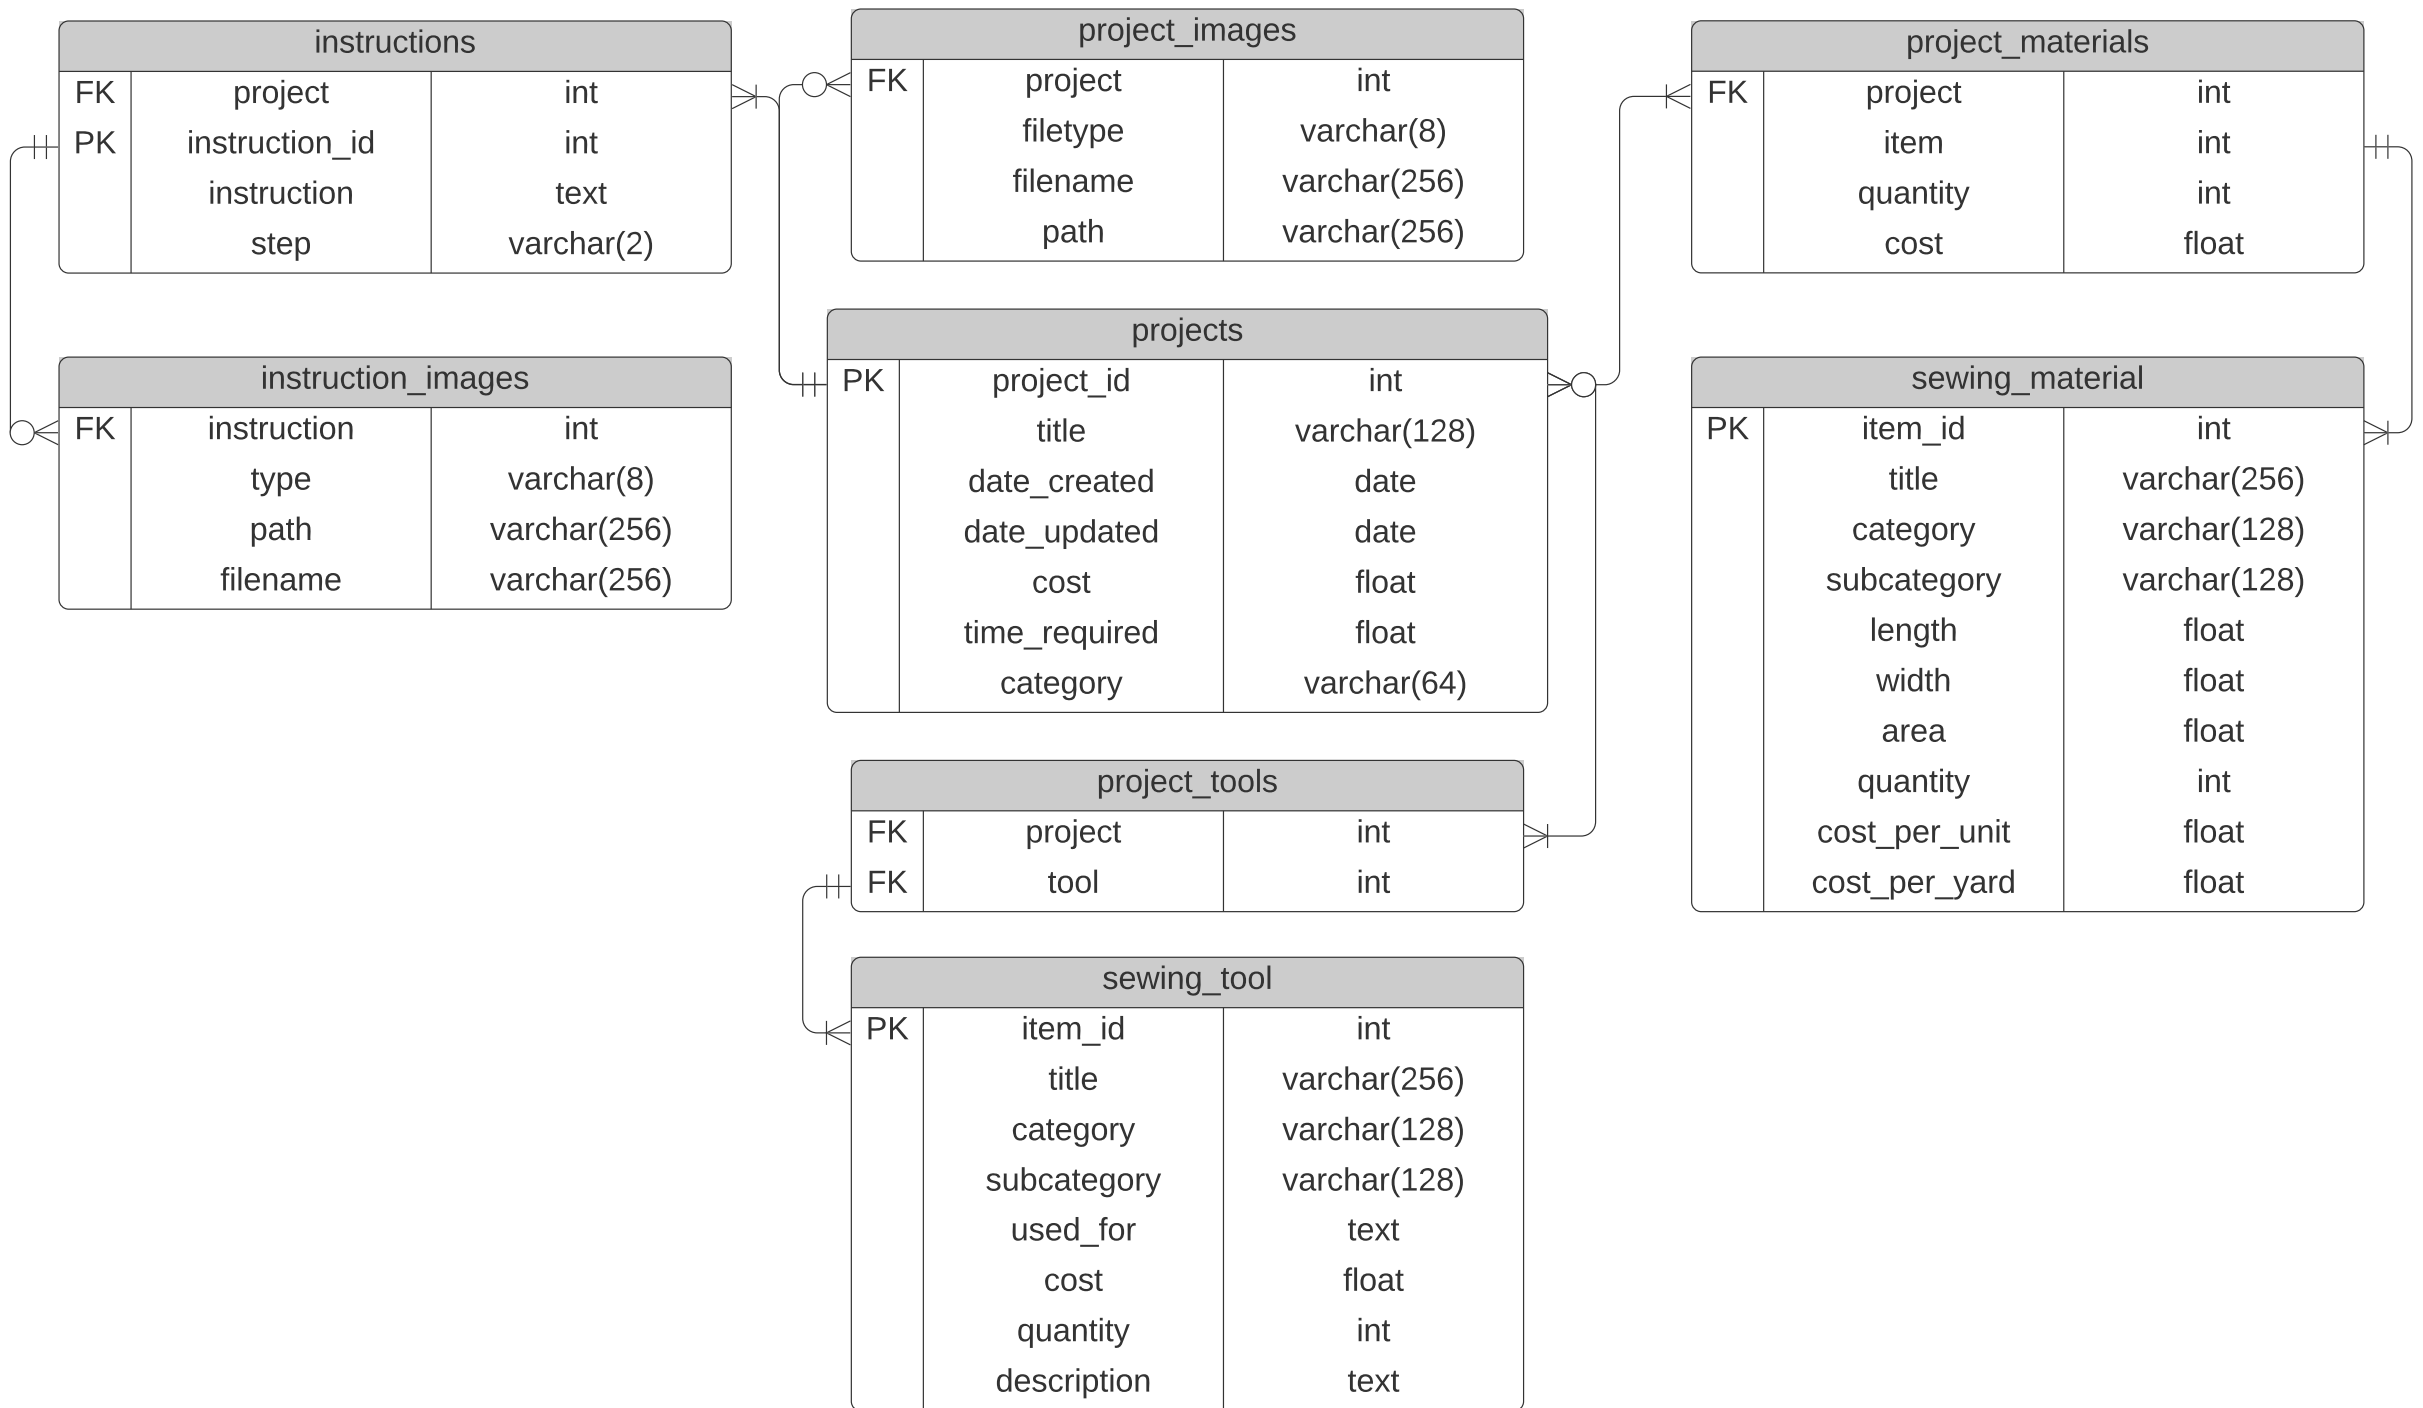 instructions
FK project int
PK instruction_id int
instruction text
step varchar(2)
project_images
FK project int
filetype varchar(8)
filename varchar(256)
path varchar(256)
project_materials
FK project int
item int
quantity int
cost float
instruction_images
FK instruction int
type varchar(8)
path varchar(256)
filename varchar(256)
projects
PK project_id int
title varchar(128)
date_created date
date_updated date
cost float
time_required float
category varchar(64)
sewing_material
PK item_id int
title varchar(256)
category varchar(128)
subcategory varchar(128)
length float
width float
area float
quantity int
cost_per_unit float
cost_per_yard float
project_tools
FK project int
FK tool int
sewing_tool
PK item_id int
title varchar(256)
category varchar(128)
subcategory varchar(128)
used_for text
cost float
quantity int
description text